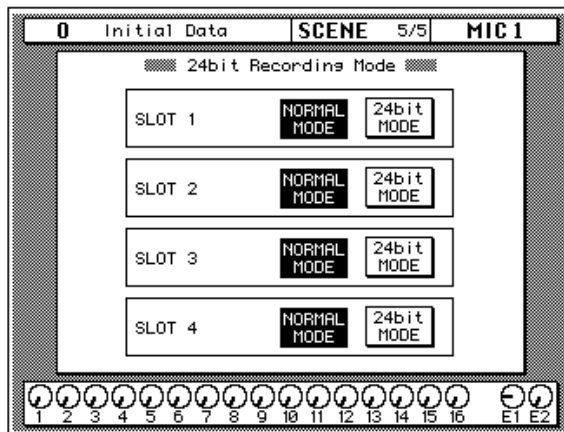 0 Initial Data SCENE 5/5 MIC 1
24bit Recording Mode
SLOT 1 NORMAL MODE 24bit MODE
SLOT 2 NORMAL MODE 24bit MODE
SLOT 3 NORMAL MODE 24bit MODE
SLOT 4 NORMAL MODE 24bit MODE
1 2 3 4 5 6 7 8 9 10 11 12 13 14 15 16 E1 E2